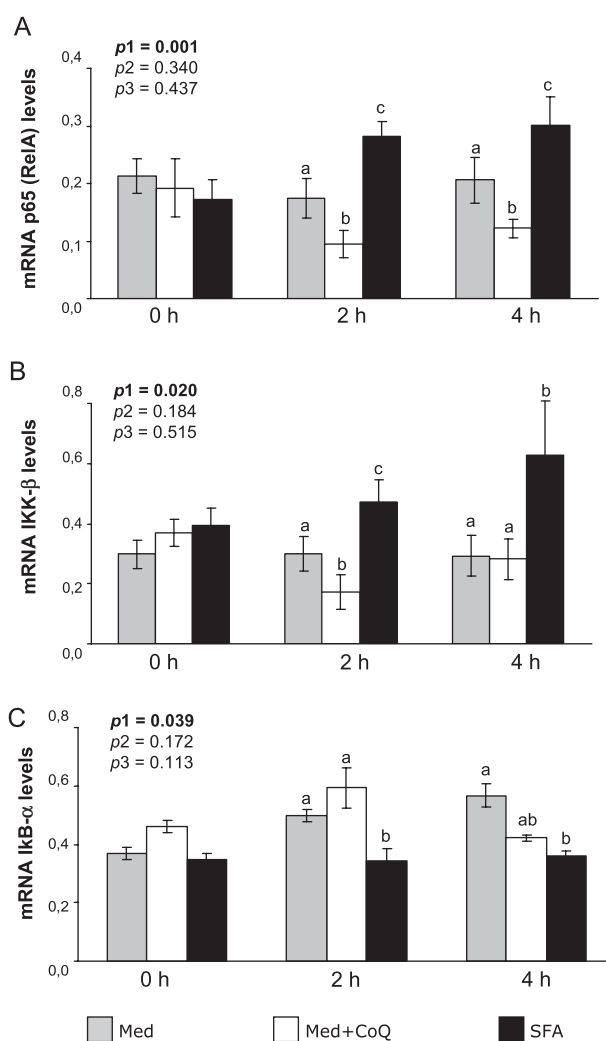 A
p1 = 0.001
p2 = 0.340
p3 = 0.437
mRNA p65 (RelA) levels
0,4
0,3
0,2
0,1
0,0
a
b
c
a
b
c
0 h
2 h
4 h
B
p1 = 0.020
p2 = 0.184
p3 = 0.515
mRNA IKK-β levels
0,8
0,6
0,4
0,2
0,0
a
b
c
a
a
b
0 h
2 h
4 h
C
p1 = 0.039
p2 = 0.172
p3 = 0.113
mRNA IkB-α levels
0,8
0,6
0,4
0,2
0,0
a
a
b
a
ab
b
0 h
2 h
4 h
Med
Med+CoQ
SFA